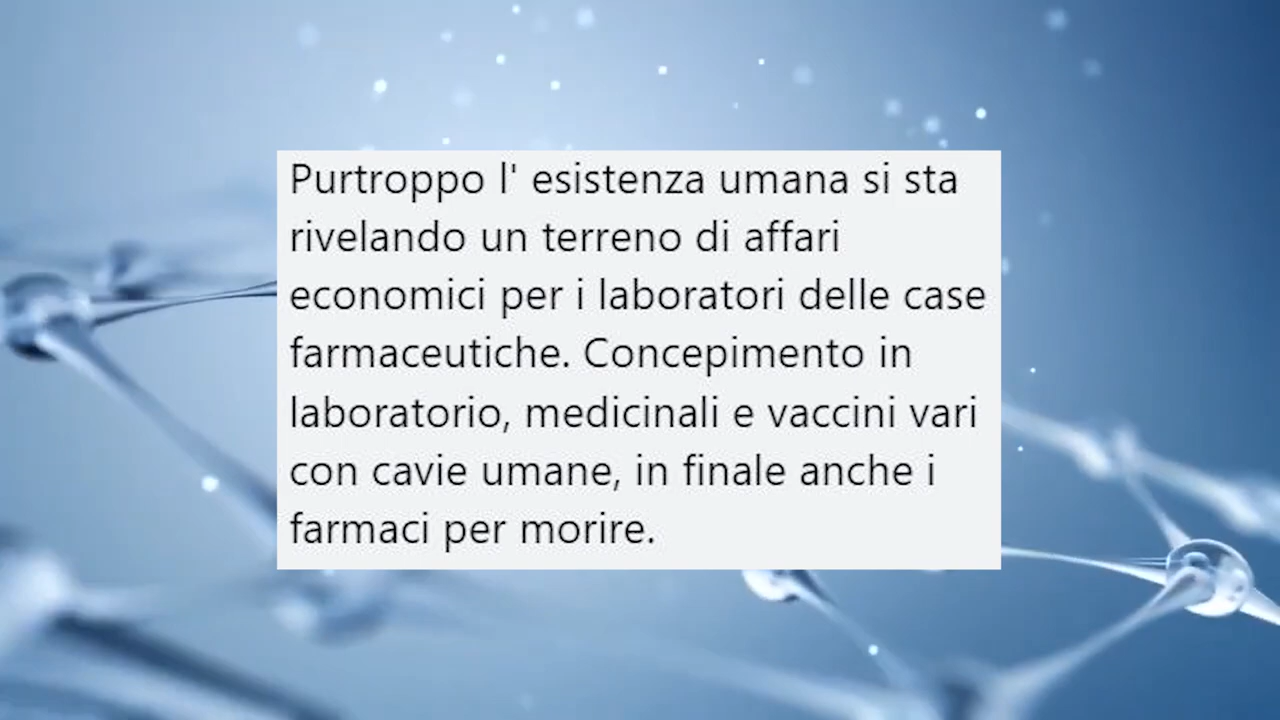 Purtroppo l' esistenza umana si sta
rivelando un terreno di affari
economici per i laboratori delle case
farmaceutiche. Concepimento in
laboratorio, medicinali e vaccini vari
con cavie umane, in finale anche i
farmaci per morire.